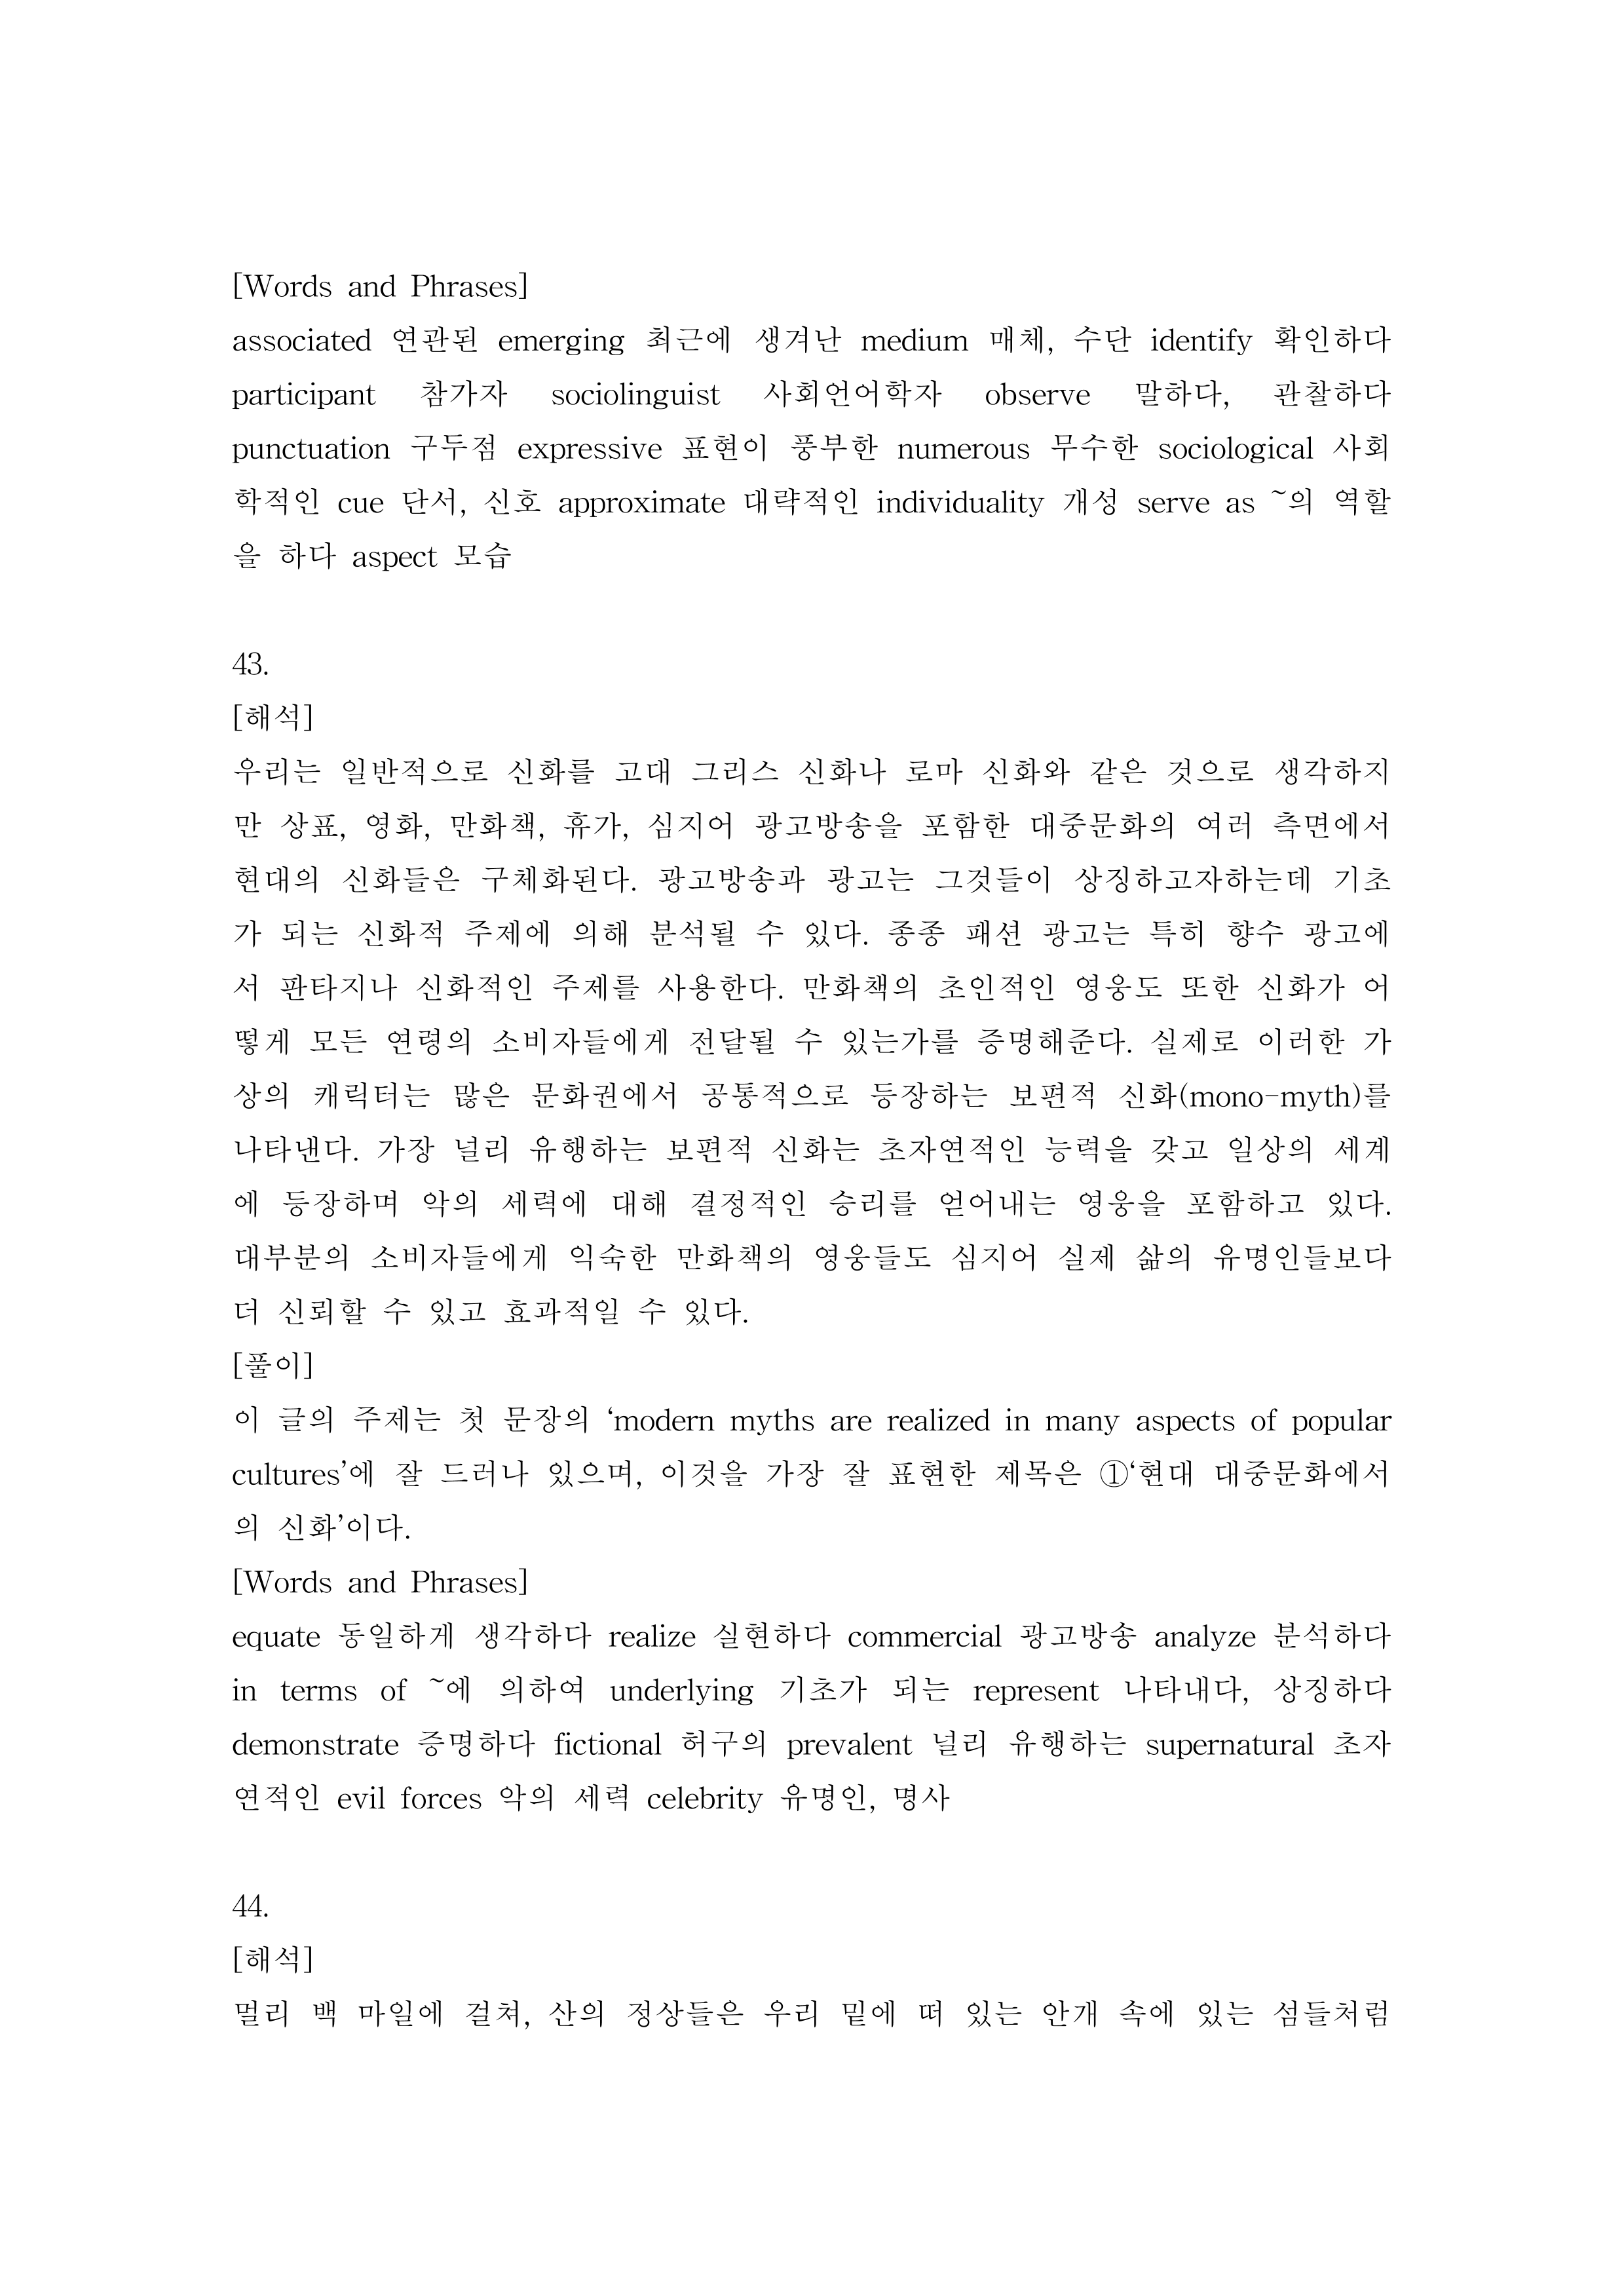 [Words and Phrases]
associated 연관된 emerging 최근에 생겨난 medium 매체, 수단 identify 확인하다
participant 참가자 sociolinguist 사회언어학자 observe 말하다, 관찰하다
punctuation 구두점 expressive 표현이 풍부한 numerous 무수한 sociological 사회
학적인 cue 단서, 신호 approximate 대략적인 individuality 개성 serve as ~의 역할
을 하다 aspect 모습
43.
[해석]
우리는 일반적으로 신화를 고대 그리스 신화나 로마 신화와 같은 것으로 생각하지
만 상표, 영화, 만화책, 휴가, 심지어 광고방송을 포함한 대중문화의 여러 측면에서
현대의 신화들은 구체화된다. 광고방송과 광고는 그것들이 상징하고자하는데 기초
가 되는 신화적 주제에 의해 분석될 수 있다. 종종 패션 광고는 특히 향수 광고에
서 판타지나 신화적인 주제를 사용한다. 만화책의 초인적인 영웅도 또한 신화가 어
떻게 모든 연령의 소비자들에게 전달될 수 있는가를 증명해준다. 실제로 이러한 가
상의 캐릭터는 많은 문화권에서 공통적으로 등장하는 보편적 신화(mono-myth)를
나타낸다. 가장 널리 유행하는 보편적 신화는 초자연적인 능력을 갖고 일상의 세계
에 등장하며 악의 세력에 대해 결정적인 승리를 얻어내는 영웅을 포함하고 있다.
대부분의 소비자들에게 익숙한 만화책의 영웅들도 심지어 실제 삶의 유명인들보다
더 신뢰할 수 있고 효과적일 수 있다.
[풀이]
이 글의 주제는 첫 문장의 ‘modern myths are realized in many aspects of popular
cultures’에 잘 드러나 있으며, 이것을 가장 잘 표현한 제목은 ①‘현대 대중문화에서
의 신화’이다.
[Words and Phrases]
equate 동일하게 생각하다 realize 실현하다 commercial 광고방송 analyze 분석하다
in terms of ~에 의하여 underlying 기초가 되는 represent 나타내다, 상징하다
demonstrate 증명하다 fictional 허구의 prevalent 널리 유행하는 supernatural 초자
연적인 evil forces 악의 세력 celebrity 유명인, 명사
44.
[해석]
멀리 백 마일에 걸쳐, 산의 정상들은 우리 밑에 떠 있는 안개 속에 있는 섬들처럼